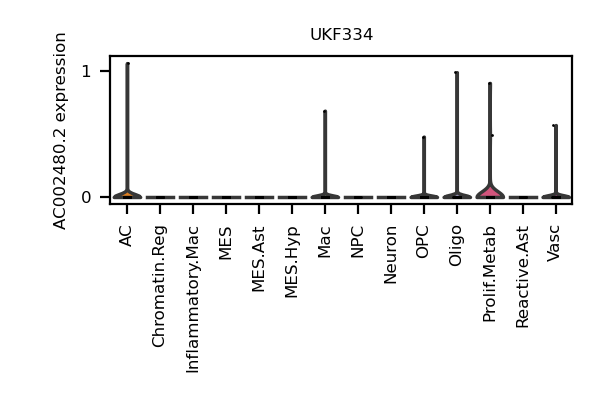 UKF334
AC002480.2 expression
1
0
AC
Chromatin.Reg
Inflammatory.Mac
MES
MES.Ast
MES.Hyp
Mac
NPC
Neuron
OPC
Oligo
Prolif.Metab
Reactive.Ast
Vasc